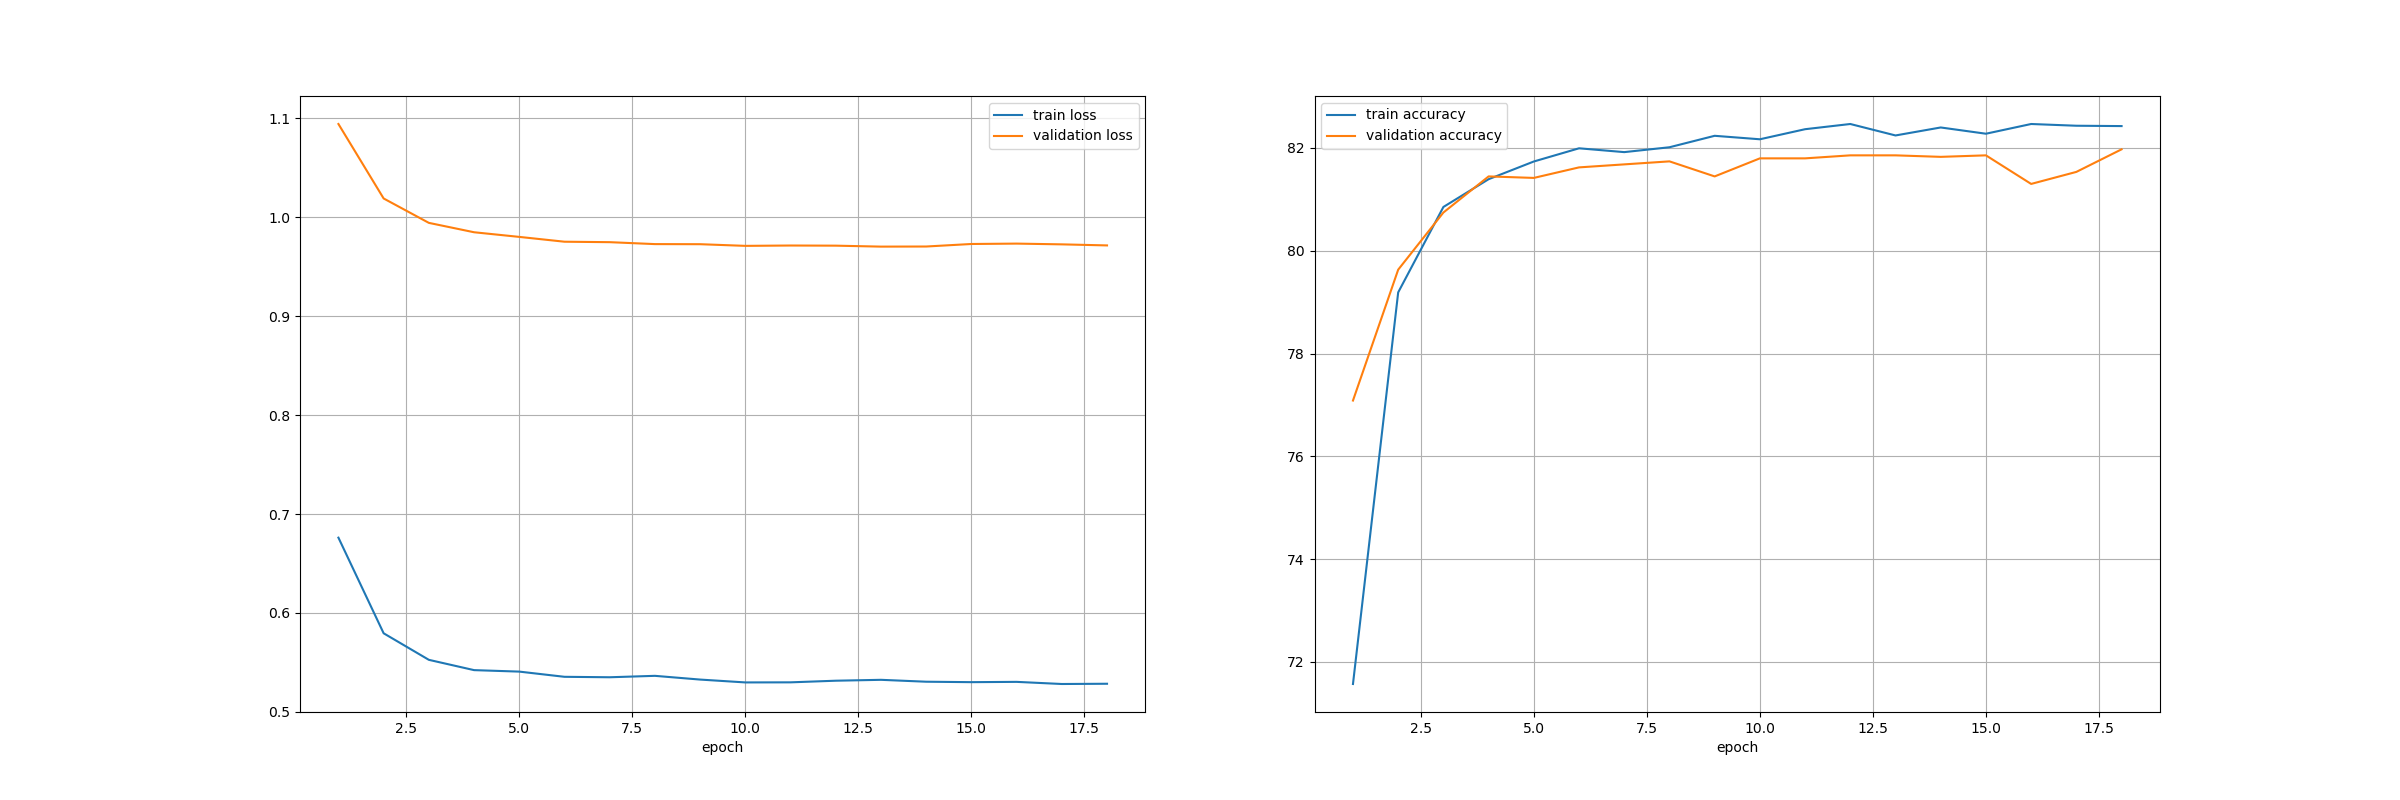 train loss
validation loss
1.1
1.0
0.9
0.8
0.7
0.6
0.5
2.5 5.0 7.5 10.0 12.5 15.0 17.5
epoch
train accuracy
validation accuracy
82
80
78
76
74
72
2.5 5.0 7.5 10.0 12.5 15.0 17.5
epoch